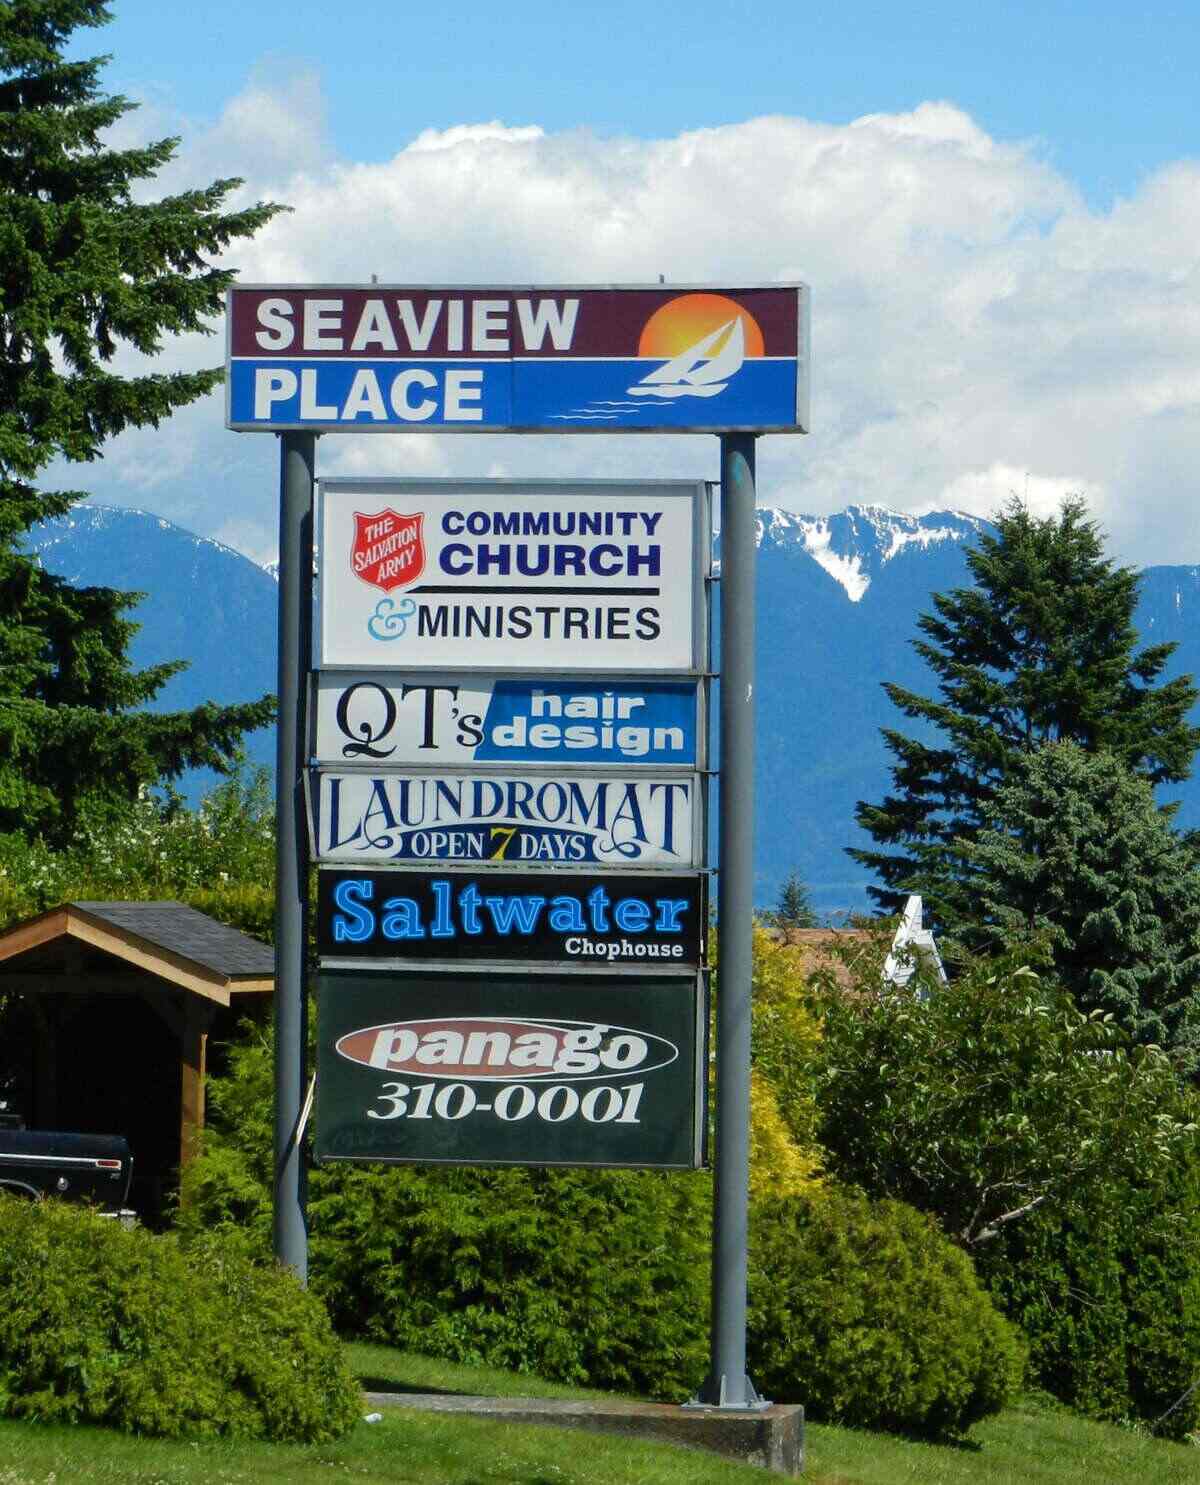 SEAVIEW
PLACE
THE
SALVATION
ARMY
COMMUNITY
CHURCH
& MINISTRIES
QT's hair
design
LAUNDROMAT
OPEN 7 DAYS
Saltwater
Chophouse
panago
310-0001